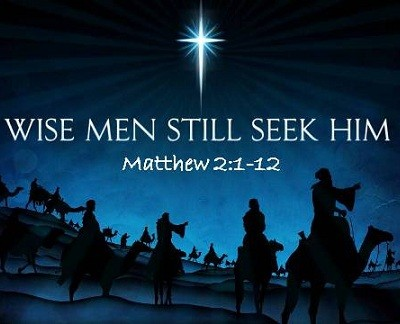 WISE MEN STILL SEEK HIM
Matthew 2:1-12